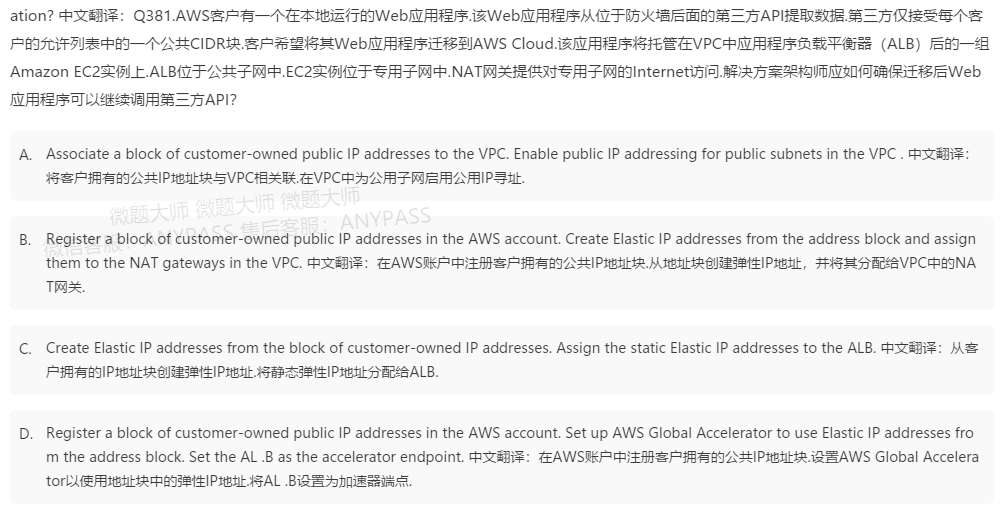 ation? 中文翻译：Q381.AWS客户有一个在本地运行的Web应用程序.该Web应用程序从位于防火墙后面的第三方API提取数据.第三方仅接受每个客
户的允许列表中的一个公共CIDR块.客户希望将其Web应用程序迁移到AWS Cloud.该应用程序将托管在VPC中应用程序负载平衡器（ALB）后的一组
Amazon EC2实例上.ALB位于公共子网中.EC2实例位于专用子网中.NAT网关提供对专用子网的Internet访问.解决方案架构师应如何确保迁移后Web
应用程序可以继续调用第三方API?
A. Associate a block of customer-owned public IP addresses to the VPC. Enable public IP addressing for public subnets in the VPC . 中文翻译：
将客户拥有的公共IP地址块与VPC相关联.在VPC中为公用子网启用公用IP寻址.
微题大师 微题大师 微题大师
微信客服：ANYPASS 售后客服：ANYPASS
B. Register a block of customer-owned public IP addresses in the AWS account. Create Elastic IP addresses from the address block and assign
them to the NAT gateways in the VPC. 中文翻译：在AWS账户中注册客户拥有的公共IP地址块.从地址块创建弹性IP地址，并将其分配给VPC中的NA
T网关.
C. Create Elastic IP addresses from the block of customer-owned IP addresses. Assign the static Elastic IP addresses to the ALB. 中文翻译：从客
户拥有的IP地址块创建弹性IP地址.将静态弹性IP地址分配给ALB.
D. Register a block of customer-owned public IP addresses in the AWS account. Set up AWS Global Accelerator to use Elastic IP addresses fro
m the address block. Set the AL .B as the accelerator endpoint. 中文翻译：在AWS账户中注册客户拥有的公共IP地址块.设置AWS Global Accelera
tor以使用地址块中的弹性IP地址.将AL .B设置为加速器端点.